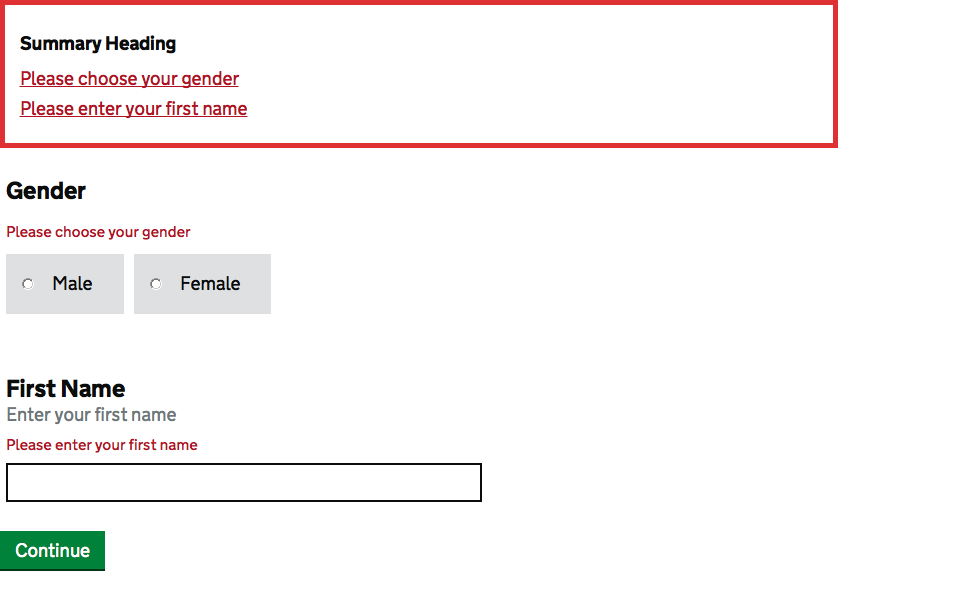 Summary Heading
Please choose your gender
Please enter your first name
Gender
Please choose your gender
Male Female
First Name
Enter your first name
Please enter your first name
Continue